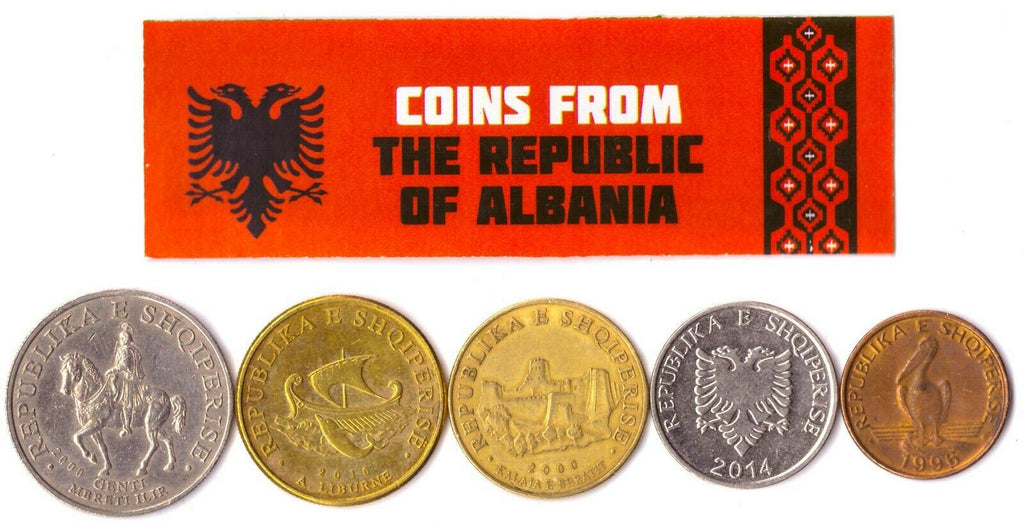 COINS FROM
THE REPUBLIC
OF ALBANIA
REPUBLIKA E SHQIPERISE
2000
GENTI
MBRETI ILIR
REPUBLIKA E SHQIPERISE
2016
A. LIBURNE
REPUBLIKA E SHQIPERISE
2000
KALAJA E BERATIT
REPUBLIKA E SHQIPERISE
2014
REPUBLIKA E SHQIPERISE
1996